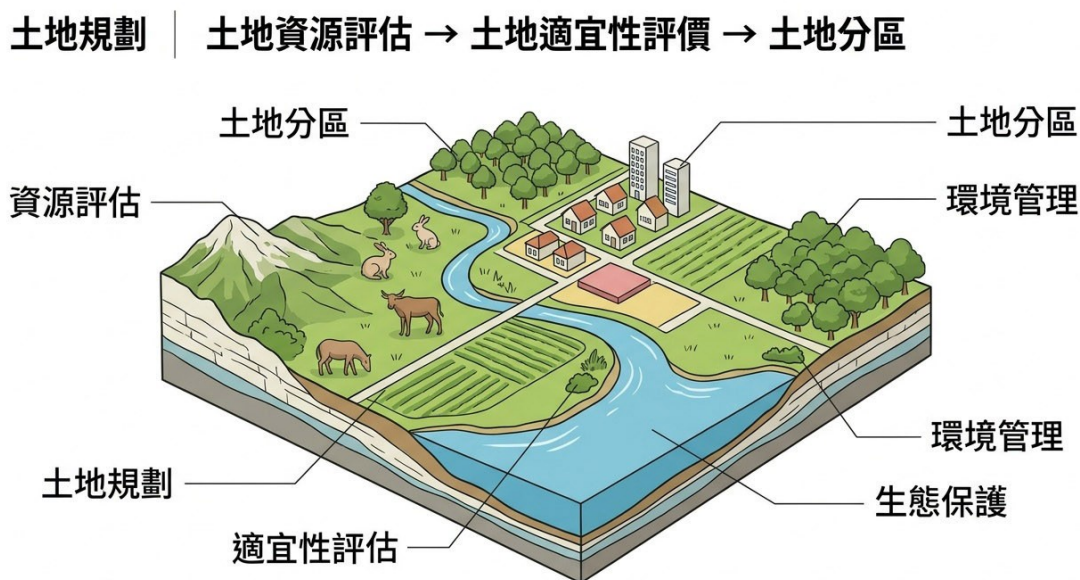 土地規劃 | 土地資源評估 → 土地適宜性評價 → 土地分區
土地分區
土地分區
資源評估
環境管理
環境管理
土地規劃
生態保護
適宜性評估